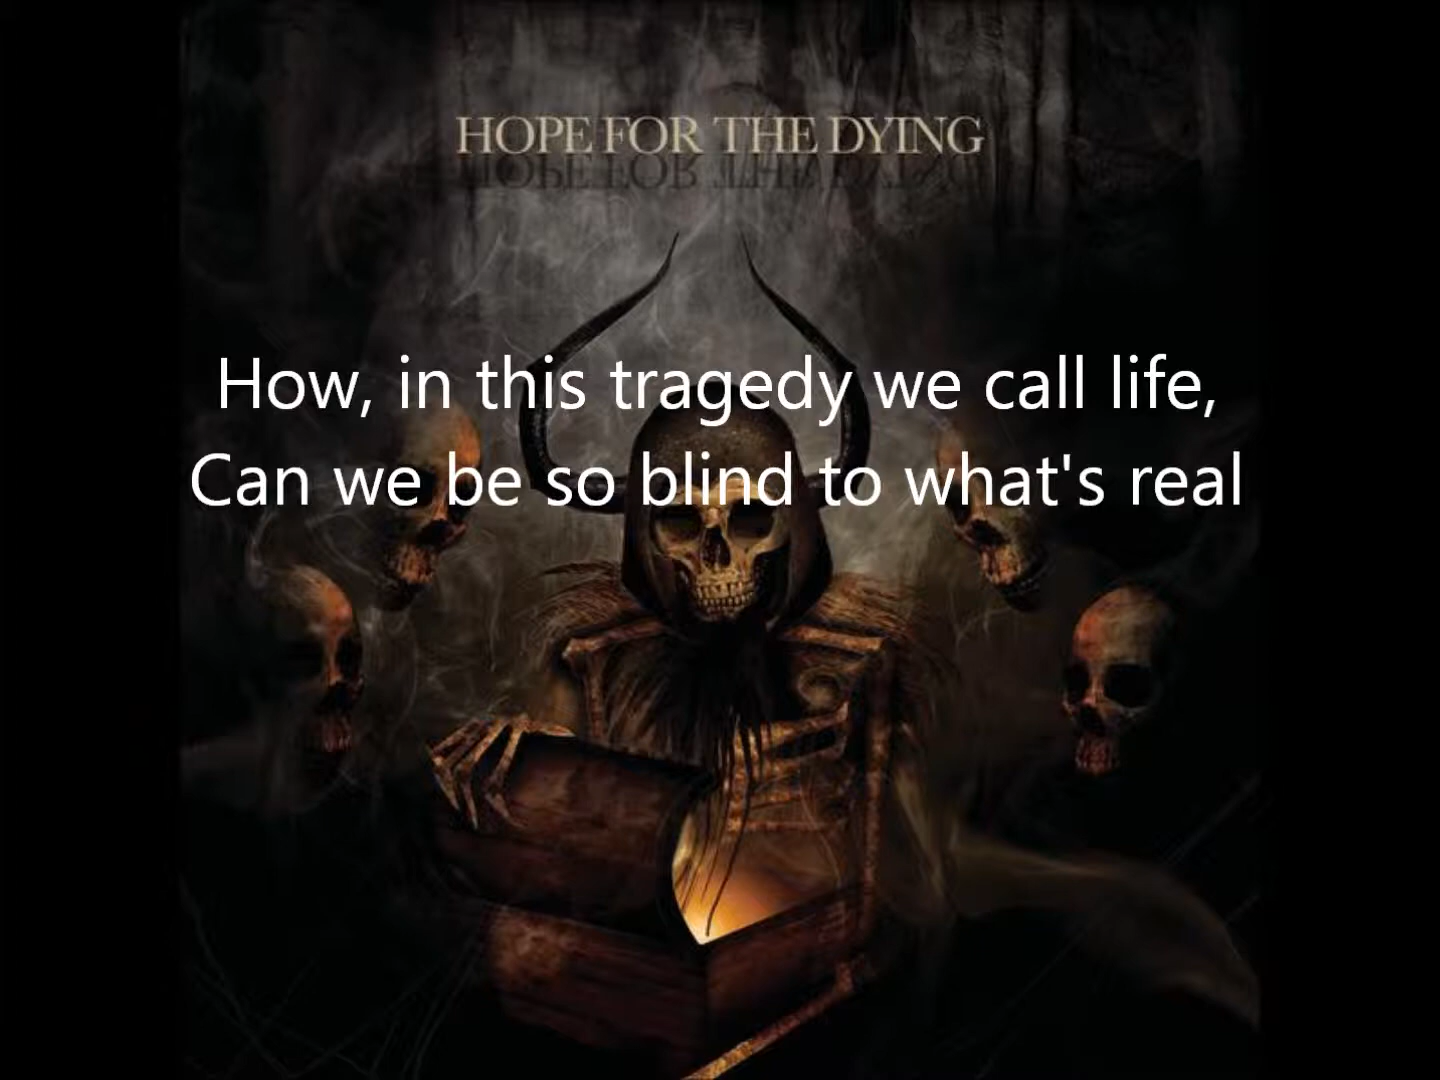 HOPE FOR THE DYING
How, in this tragedy we call life,
Can we be so blind to what's real